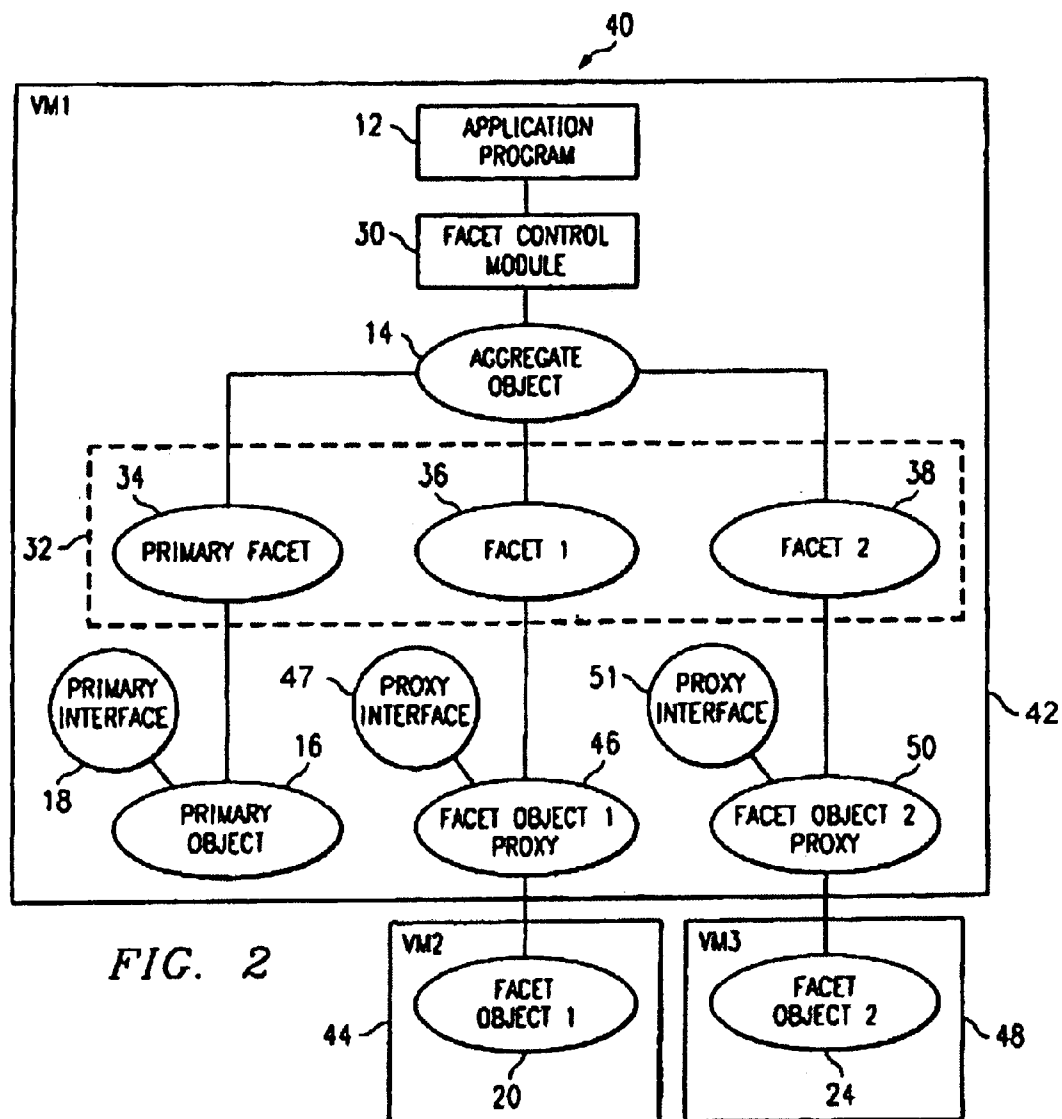 40
VM1
12
APPLICATION
PROGRAM
30
FACET CONTROL
MODULE
14
AGGREGATE
OBJECT
34
36
38
32
PRIMARY FACET
FACET 1
FACET 2
PRIMARY
INTERFACE
47
PROXY
INTERFACE
51
PROXY
INTERFACE
42
18
16
46
50
PRIMARY
OBJECT
FACET OBJECT 1
PROXY
FACET OBJECT 2
PROXY
FIG. 2
VM2
VM3
FACET
OBJECT 1
FACET
OBJECT 2
44
48
20
24